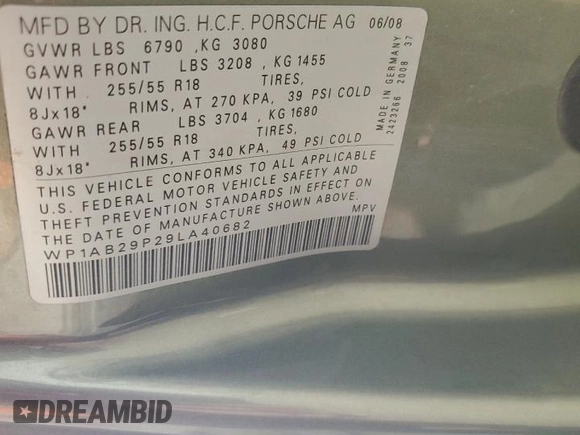 MFD BY DR. ING. H.C.F. PORSCHE AG 06/08
GVWR LBS 6790 ,KG 3080
GAWR FRONT LBS 3208 , KG 1455
WITH . 255/55 R18 TIRES,
8Jx18" RIMS, AT 270 KPA, 39 PSI COLD
GAWR REAR LBS 3704 , KG 1680
WITH . 255/55 R18 TIRES,
8Jx18" RIMS, AT 340 KPA, 49 PSI COLD
THIS VEHICLE CONFORMS TO ALL APPLICABLE
U.S. FEDERAL MOTOR VEHICLE SAFETY AND
THEFT PREVENTION STANDARDS IN EFFECT ON
THE DATE OF MANUFACTURE SHOWN ABOVE.
WP1AB29P29LA40682 MPV
MADE IN GERMANY
2423266 2008 37
DREAMBID